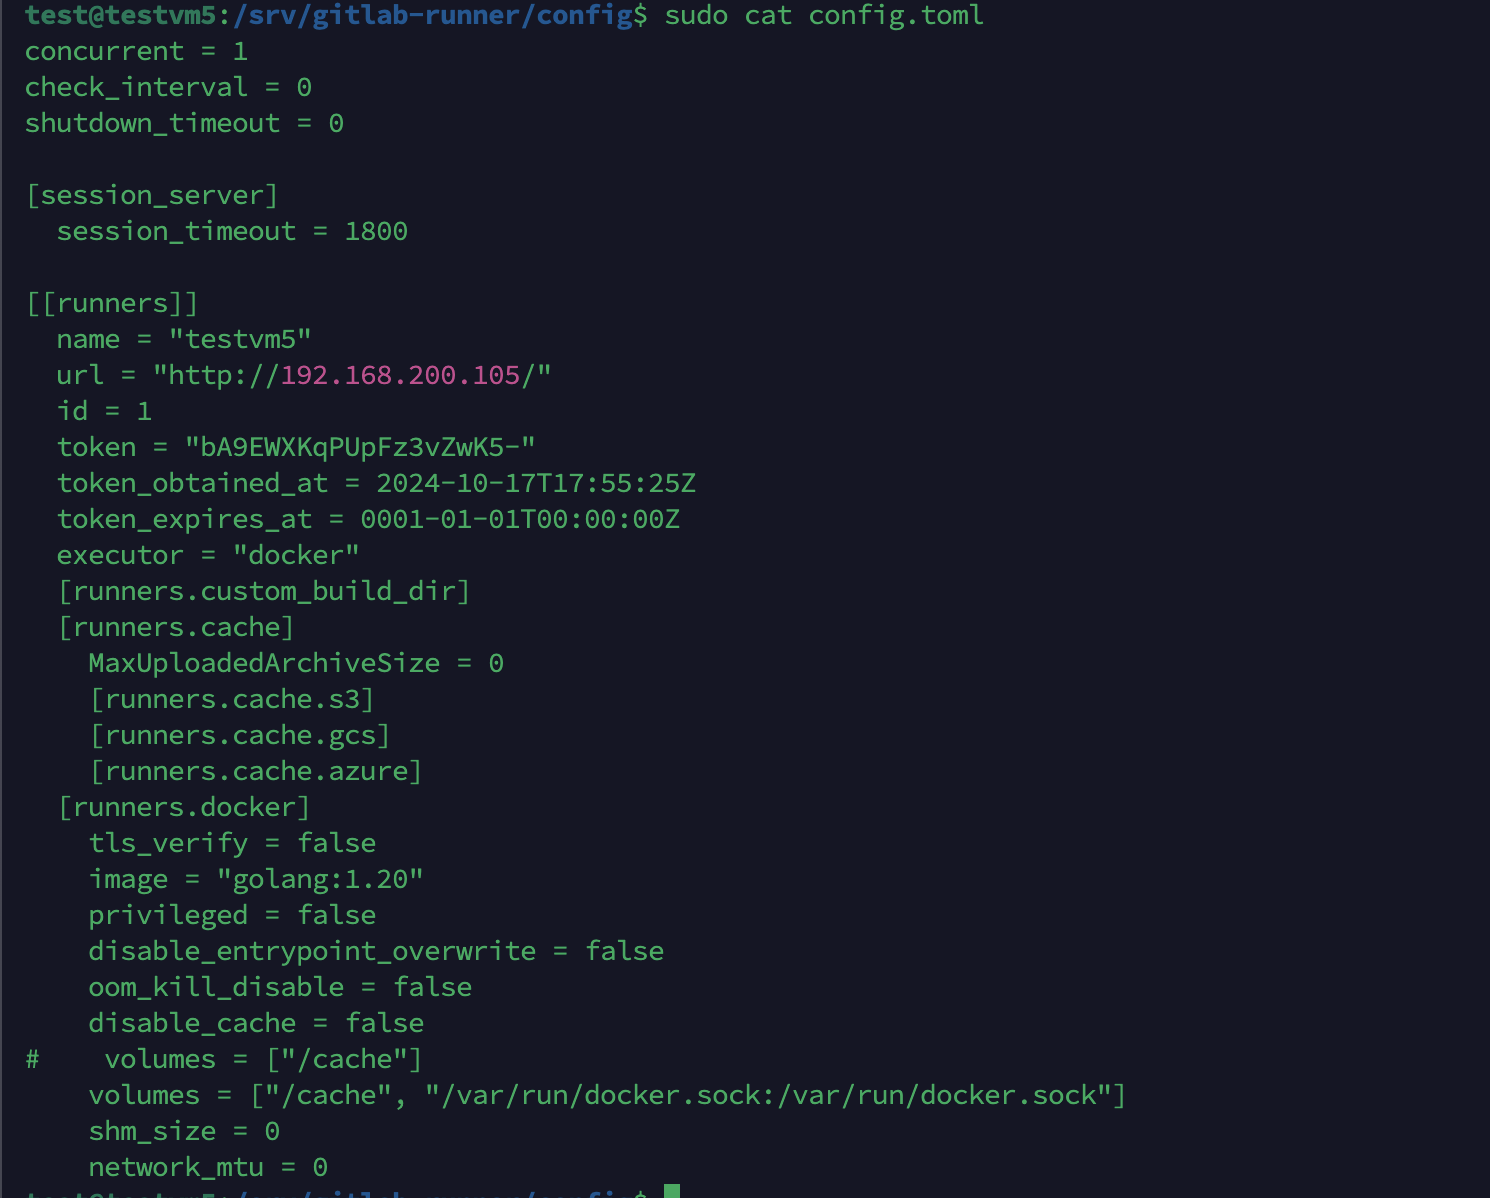 test@testvm5:/srv/gitlab-runner/config$ sudo cat config.toml
concurrent = 1
check_interval = 0
shutdown_timeout = 0

[session_server]
  session_timeout = 1800

[[runners]]
  name = "testvm5"
  url = "http://192.168.200.105/"
  id = 1
  token = "bA9EWXKqPUpFz3vZwK5-"
  token_obtained_at = 2024-10-17T17:55:25Z
  token_expires_at = 0001-01-01T00:00:00Z
  executor = "docker"
  [runners.custom_build_dir]
  [runners.cache]
    MaxUploadedArchiveSize = 0
    [runners.cache.s3]
    [runners.cache.gcs]
    [runners.cache.azure]
  [runners.docker]
    tls_verify = false
    image = "golang:1.20"
    privileged = false
    disable_entrypoint_overwrite = false
    oom_kill_disable = false
    disable_cache = false
#    volumes = ["/cache"]
    volumes = ["/cache", "/var/run/docker.sock:/var/run/docker.sock"]
    shm_size = 0
    network_mtu = 0